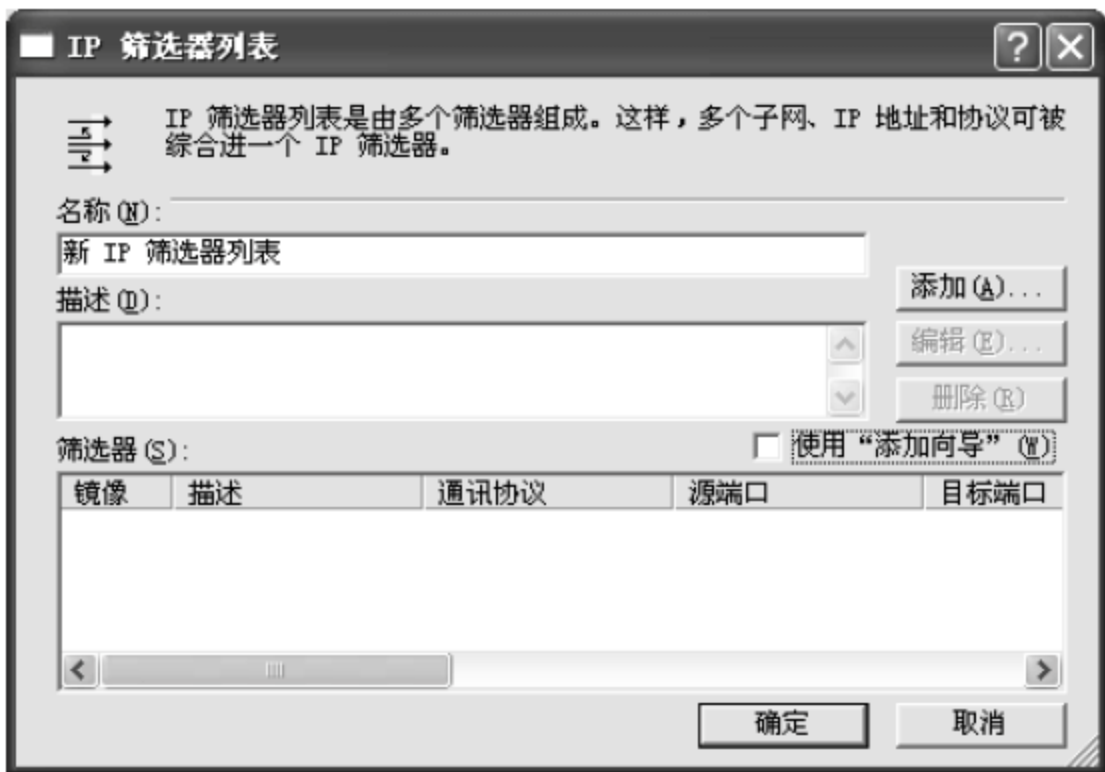 IP 筛选器列表
IP 筛选器列表是由多个筛选器组成。这样，多个子网、IP 地址和协议可被
综合进一个 IP 筛选器。
名称(N):
新 IP 筛选器列表
添加(A)...
描述(D):
编辑(E)...
删除(R)
筛选器(S):
使用“添加向导”(W)
镜像 描述 通讯协议 源端口 目标端口
确定 取消